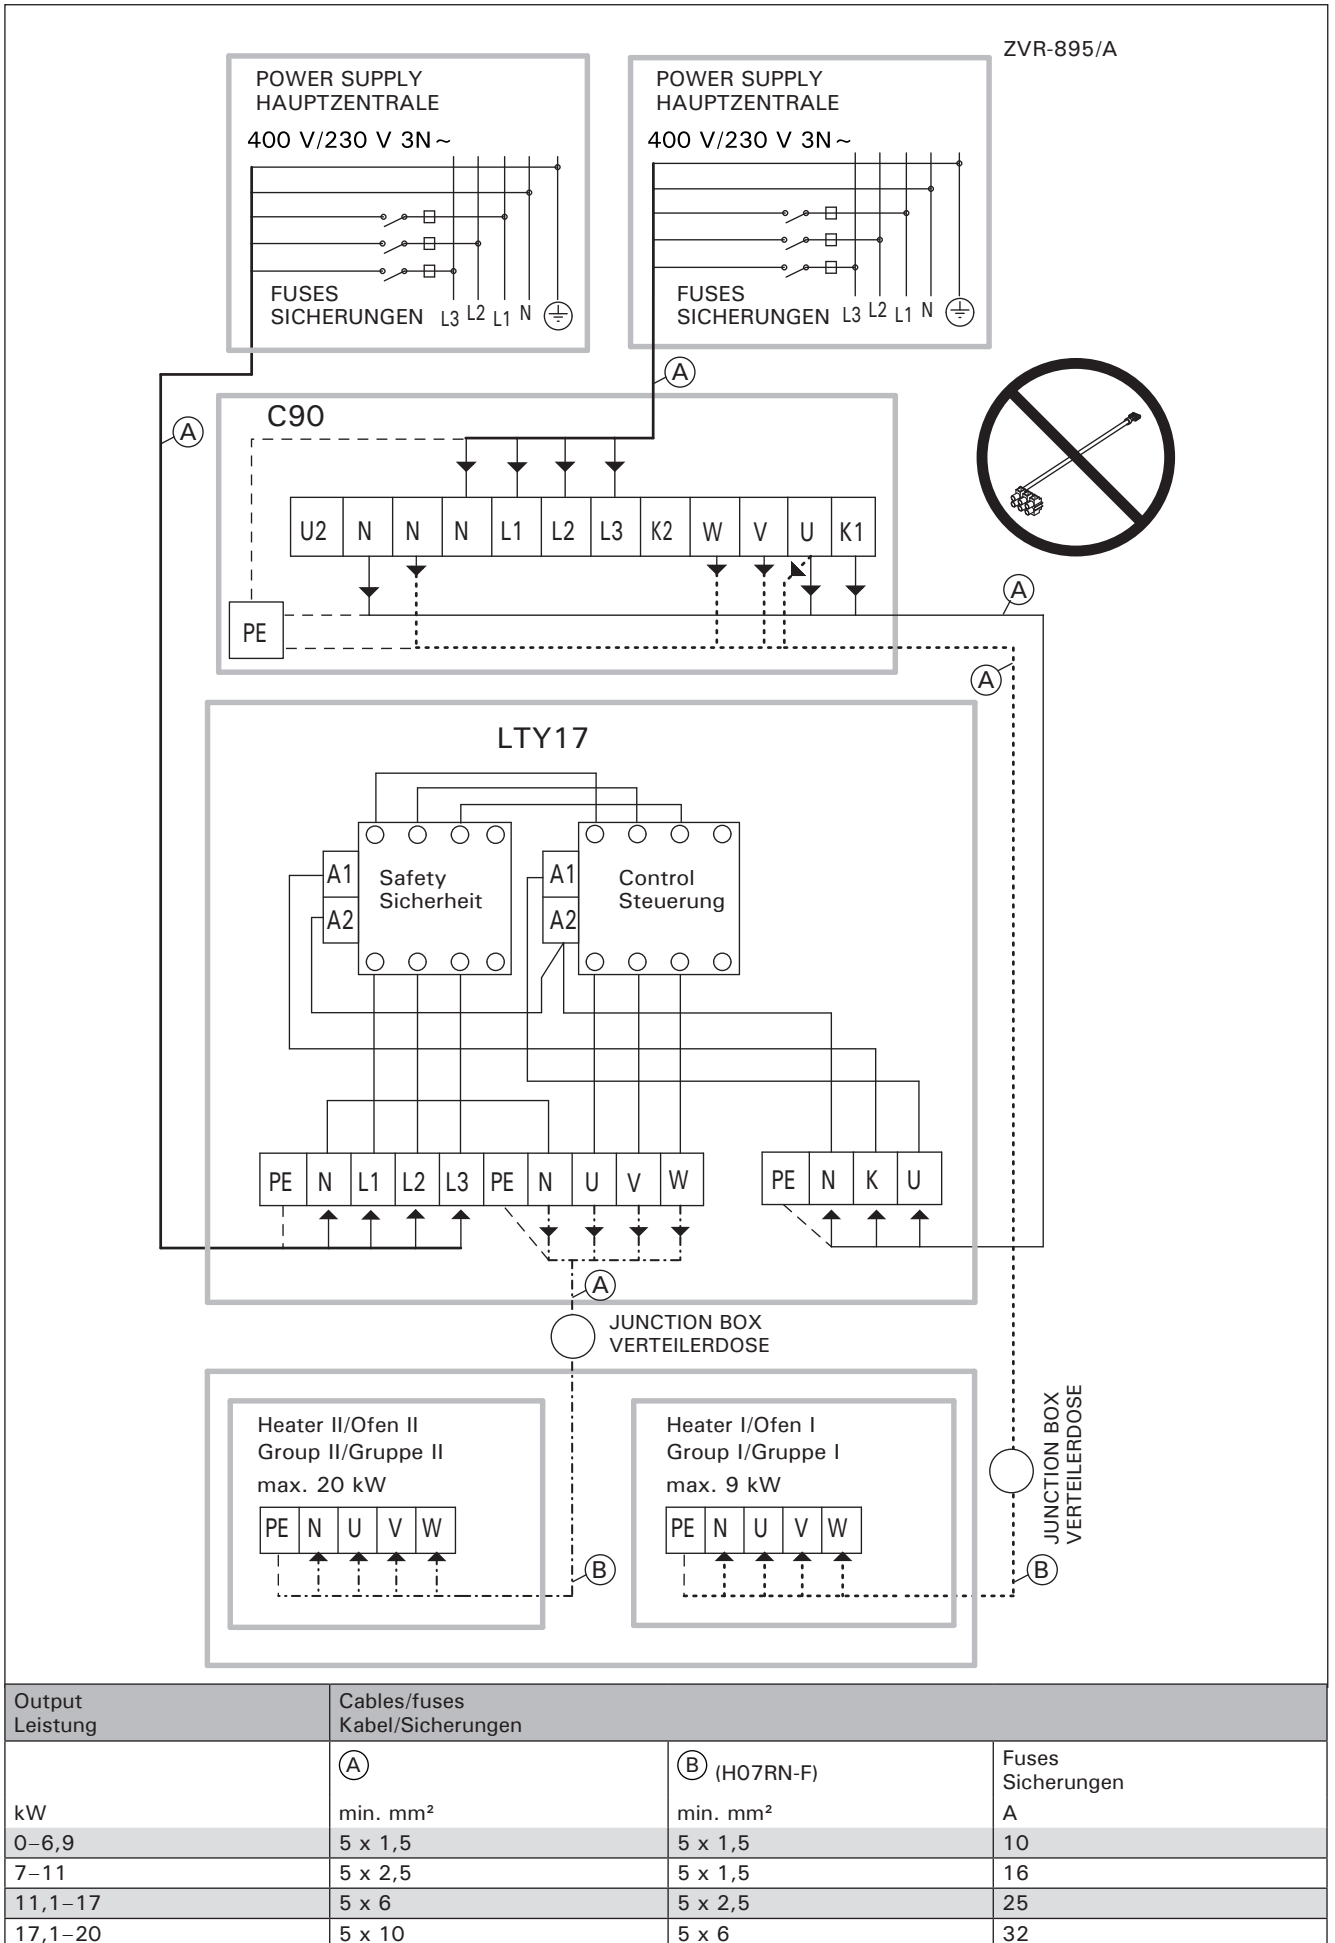 ZVR-895/A
POWER SUPPLY
HAUPTZENTRALE
400 V/230 V 3N~
FUSES
SICHERUNGEN
L3 L2 L1 N
POWER SUPPLY
HAUPTZENTRALE
400 V/230 V 3N~
FUSES
SICHERUNGEN
L3 L2 L1 N
A
A
C90
U2 N N N L1 L2 L3 K2 W V U K1
PE
A
A
LTY17
A1
A2
Safety
Sicherheit
A1
A2
Control
Steuerung
PE N L1 L2 L3 PE N U V W
PE N K U
A
JUNCTION BOX
VERTEILERDOSE
Heater II/Ofen II
Group II/Gruppe II
max. 20 kW
PE N U V W
B
Heater I/Ofen I
Group I/Gruppe I
max. 9 kW
PE N U V W
B
JUNCTION BOX
VERTEILERDOSE
Output
Leistung
Cables/fuses
Kabel/Sicherungen
A
B (H07RN-F)
Fuses
Sicherungen
kW min. mm² min. mm² A
0–6,9 5 x 1,5 5 x 1,5 10
7–11 5 x 2,5 5 x 1,5 16
11,1–17 5 x 6 5 x 2,5 25
17,1–20 5 x 10 5 x 6 32